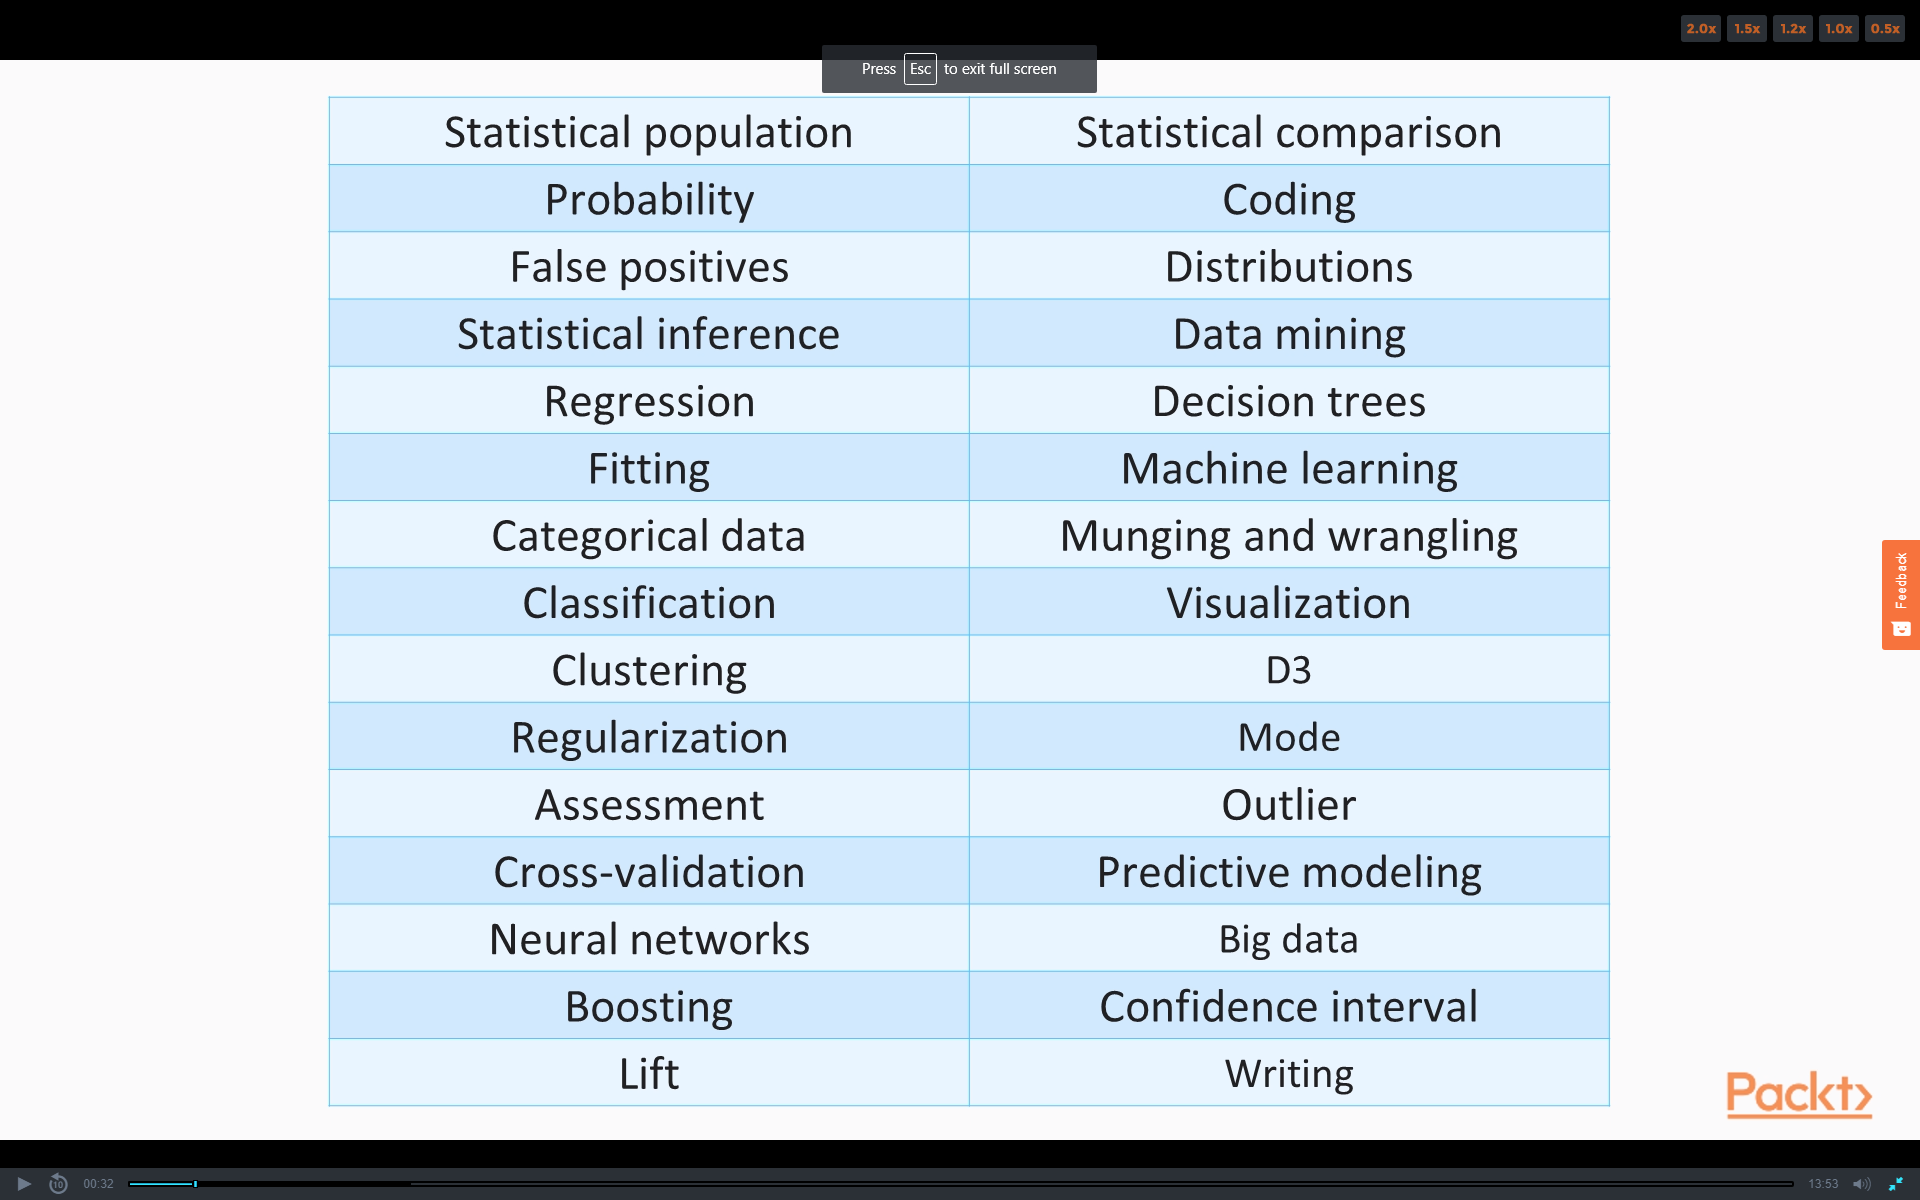 2.0x 1.5x 1.2x 1.0x 0.5x
Press Esc to exit full screen
Statistical population Statistical comparison
Probability Coding
False positives Distributions
Statistical inference Data mining
Regression Decision trees
Fitting Machine learning
Categorical data Munging and wrangling
Classification Visualization
Clustering D3
Regularization Mode
Assessment Outlier
Cross-validation Predictive modeling
Neural networks Big data
Boosting Confidence interval
Lift Writing
Feedback
Packt>
10 00:32 13:53